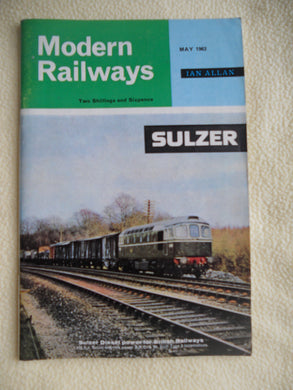 Modern
Railways
MAY 1963
IAN ALLAN
Two Shillings and Sixpence
SULZER
Sulzer Diesel power for British Railways